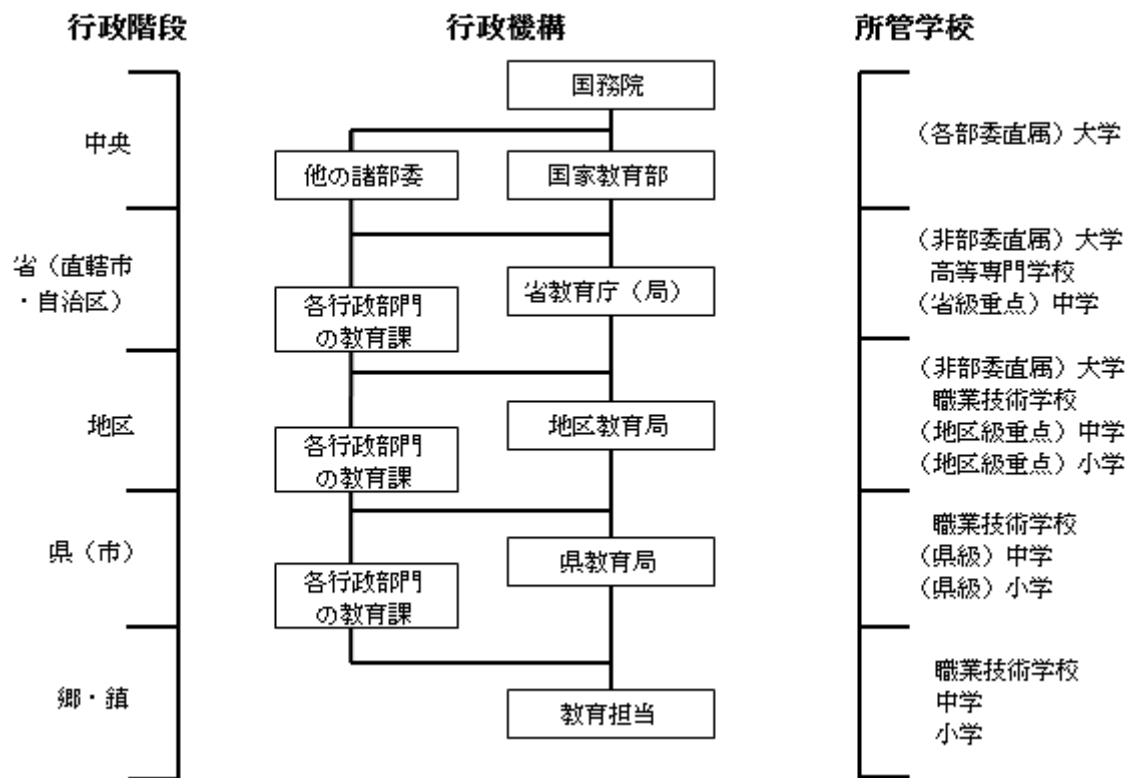 行政階段
行政機構
所管学校
国務院
中央
(各部委直属)大学
他の諸部委
国家教育部
省(直轄市
・自治区)
(非部委直属)大学
高等専門学校
(省級重点)中学
省教育庁(局)
各行政部門
の教育課
(非部委直属)大学
職業技術学校
(地区級重点)中学
(地区級重点)小学
地区
地区教育局
各行政部門
の教育課
県(市)
県教育局
職業技術学校
(県級)中学
(県級)小学
各行政部門
の教育課
郷・鎮
教育担当
職業技術学校
中学
小学